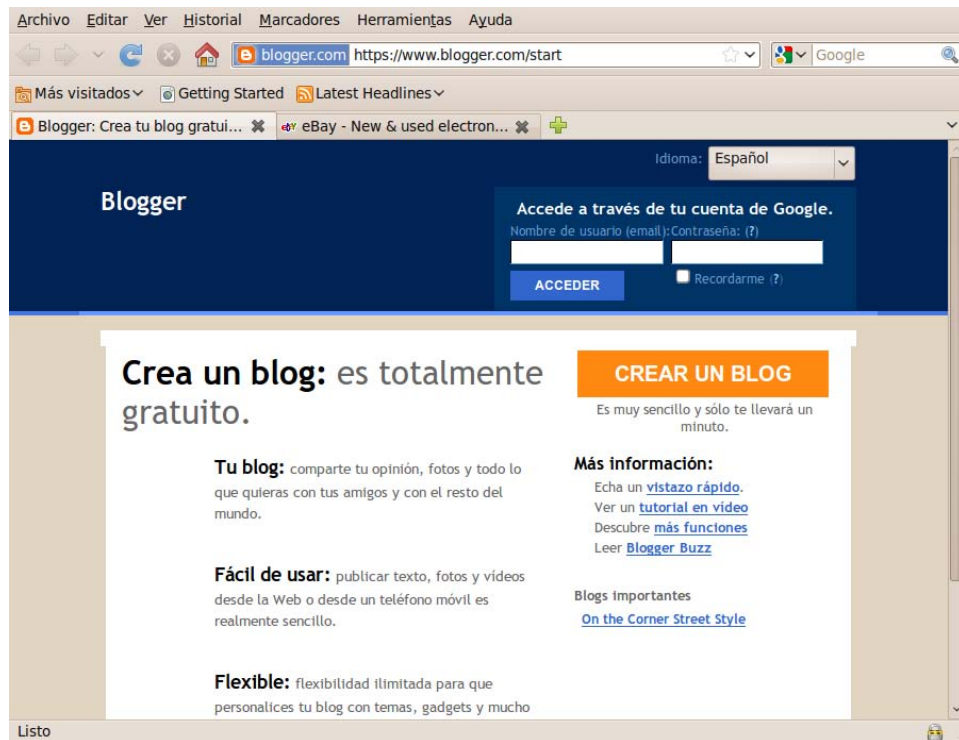 Archivo Editar Ver Historial Marcadores Herramientas Ayuda
blogger.com https://www.blogger.com/start
Google
Más visitados Getting Started Latest Headlines
Blogger: Crea tu blog gratui... eBay - New & used electron...
Idioma: Español
Blogger
Accede a través de tu cuenta de Google.
Nombre de usuario (email): Contraseña: (?)
ACCEDER
Recordarme (?)
Crea un blog: es totalmente
gratuito.
Tu blog: comparte tu opinión, fotos y todo lo
que quieras con tus amigos y con el resto del
mundo.
Fácil de usar: publicar texto, fotos y vídeos
desde la Web o desde un teléfono móvil es
realmente sencillo.
Flexible: flexibilidad ilimitada para que
personalices tu blog con temas, gadgets y mucho
CREAR UN BLOG
Es muy sencillo y sólo te llevará un
minuto.
Más información:
Echa un vistazo rápido.
Ver un tutorial en vídeo
Descubre más funciones
Leer Blogger Buzz
Blogs importantes
On the Corner Street Style
Listo